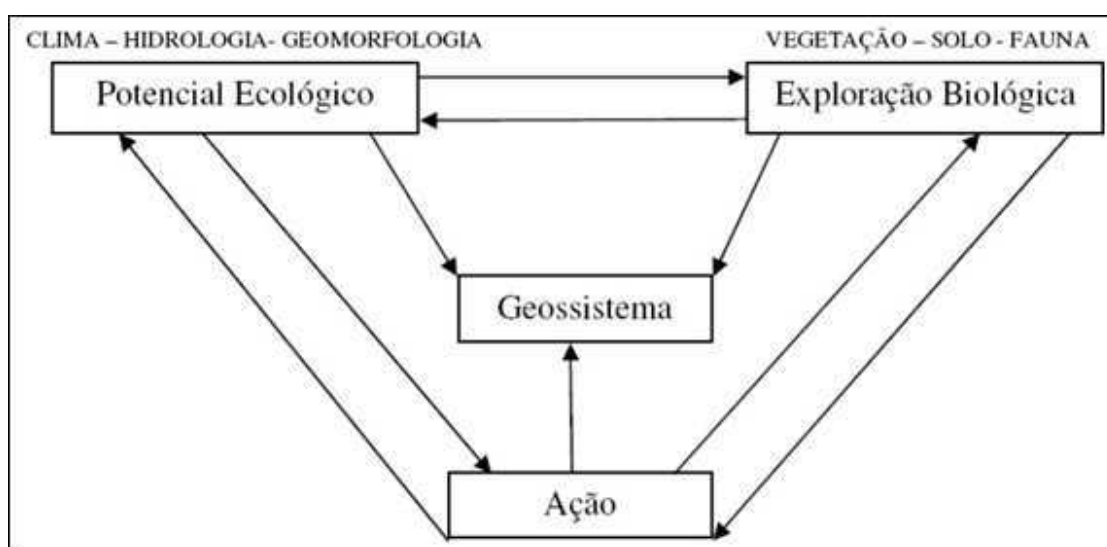 CLIMA – HIDROLOGIA- GEOMORFOLOGIA
VEGETAÇÃO – SOLO - FAUNA
Potencial Ecológico
Exploração Biológica
Geossistema
Ação